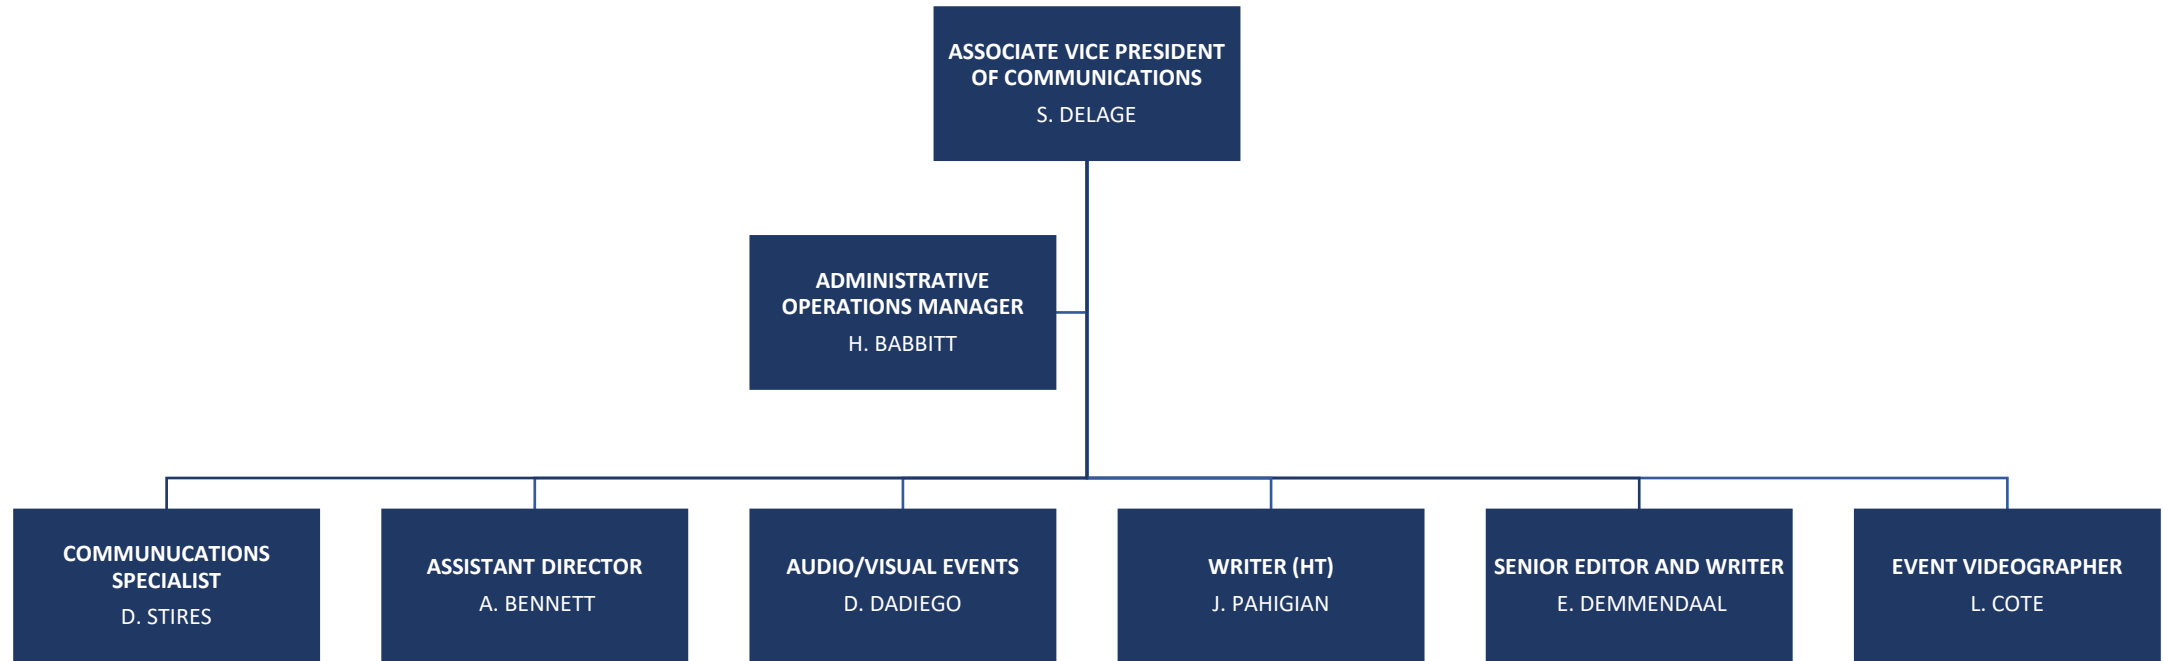 ASSOCIATE VICE PRESIDENT
OF COMMUNICATIONS
S. DELAGE
ADMINISTRATIVE
OPERATIONS MANAGER
H. BABBITT
COMMUNUCATIONS
SPECIALIST
D. STIRES
ASSISTANT DIRECTOR
A. BENNETT
AUDIO/VISUAL EVENTS
D. DADIEGO
WRITER (HT)
J. PAHIGIAN
SENIOR EDITOR AND WRITER
E. DEMMENDAAL
EVENT VIDEOGRAPHER
L. COTE